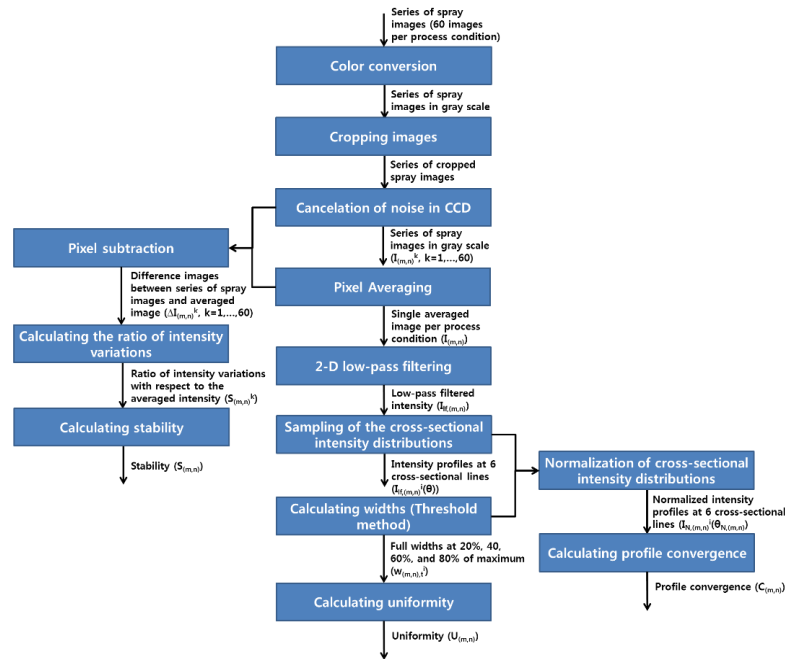 Series of spray
images (60 images
per process condition)
Color conversion
Series of spray
images in gray scale
Cropping images
Series of cropped
spray images
Cancelation of noise in CCD
Series of spray
images in gray scale
(I(m,n)^k, k=1,...,60)
Pixel subtraction
Difference images
between series of spray
images and averaged
image (ΔI(m,n)^k, k=1,...,60)
Pixel Averaging
Single averaged
image per process
condition (I(m,n))
Calculating the ratio of intensity
variations
Ratio of intensity variations
with respect to the
averaged intensity (S(m,n)^k)
2-D low-pass filtering
Low-pass filtered
intensity (Ilf,(m,n))
Calculating stability
Stability (S(m,n))
Sampling of the cross-sectional
intensity distributions
Intensity profiles at 6
cross-sectional lines
(Ilf,(m,n)^i(θ))
Normalization of cross-sectional
intensity distributions
Normalized intensity
profiles at 6 cross-sectional
lines (IN,(m,n)^i(θN,(m,n))
Calculating widths (Threshold
method)
Full widths at 20%, 40,
60%, and 80% of maximum
(w(m,n),t^i)
Calculating profile convergence
Profile convergence (C(m,n))
Calculating uniformity
Uniformity (U(m,n))